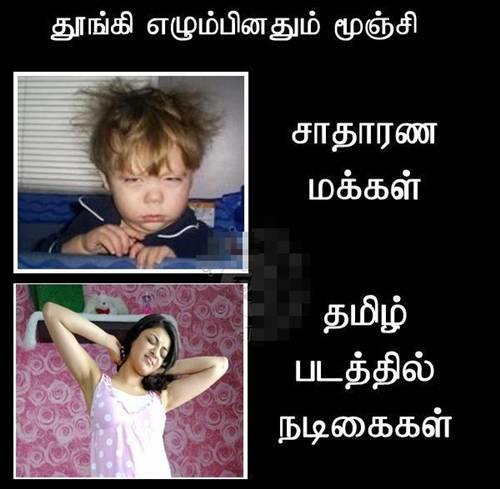 தூங்கி எழும்பினதும் மூஞ்சி
சாதாரண
மக்கள்
தமிழ்
படத்தில்
நடிகைகள்